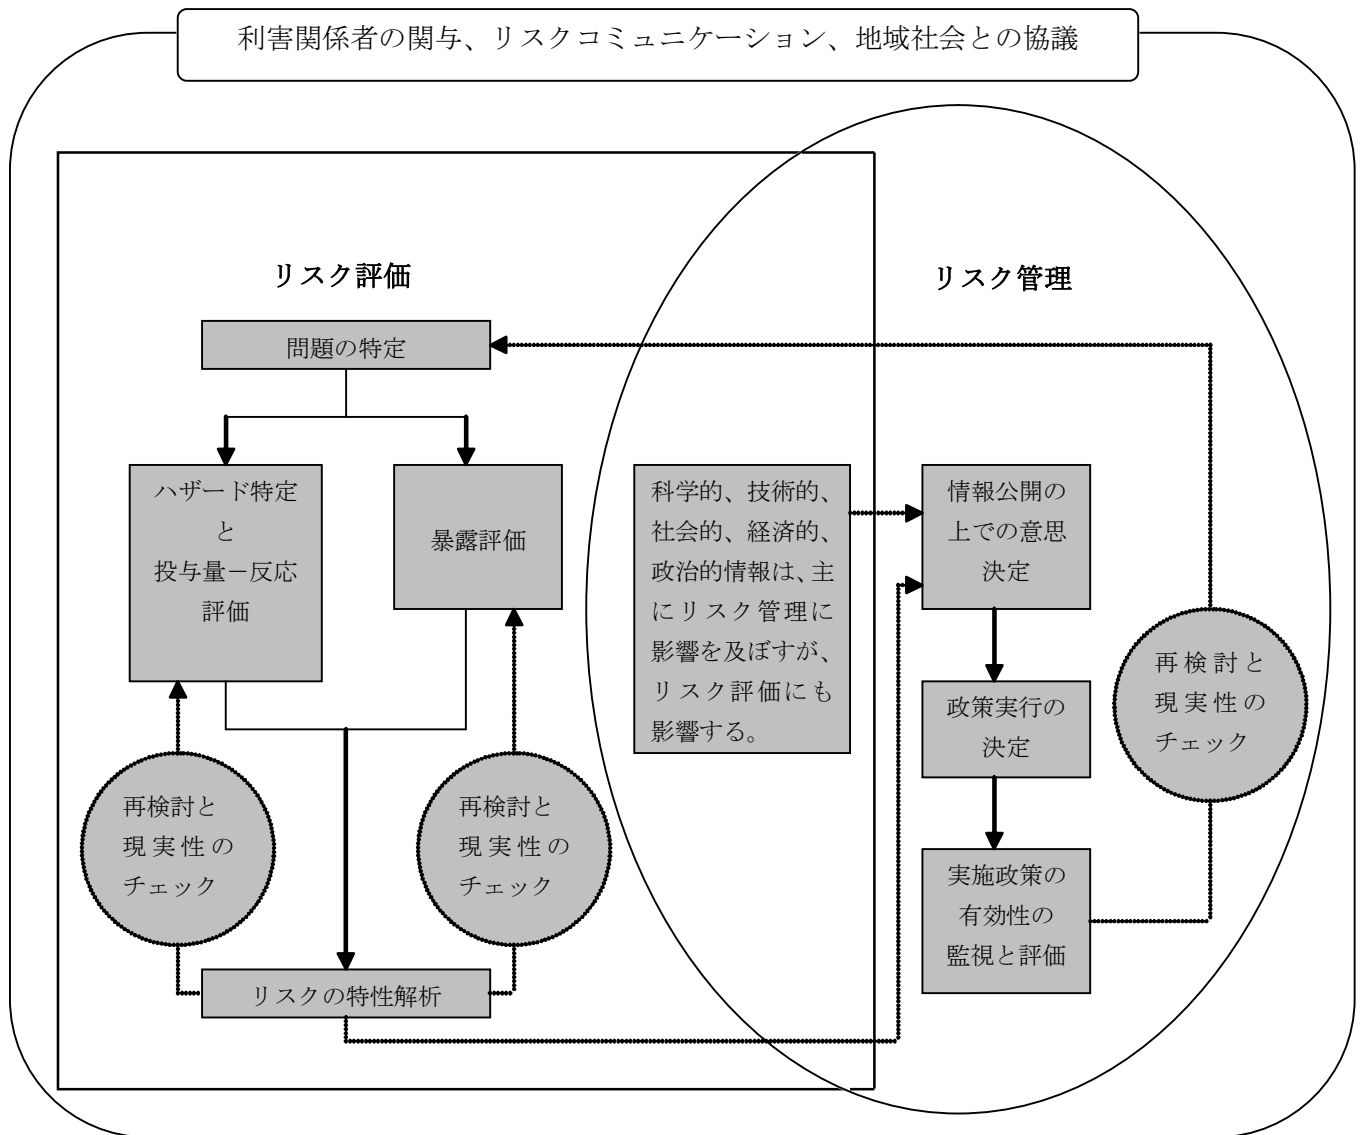 利害関係者の関与、リスクコミュニケーション、地域社会との協議
リスク評価
リスク管理
問題の特定
ハザード特定
と
投与量－反応
評価
暴露評価
科学的、技術的、
社会的、経済的、
政治的情報は、主
にリスク管理に
影響を及ぼすが、
リスク評価にも
影響する。
情報公開の
上での意思
決定
政策実行の
決定
実施政策の
有効性の
監視と評価
再検討と
現実性の
チェック
再検討と
現実性の
チェック
再検討と
現実性の
チェック
リスクの特性解析